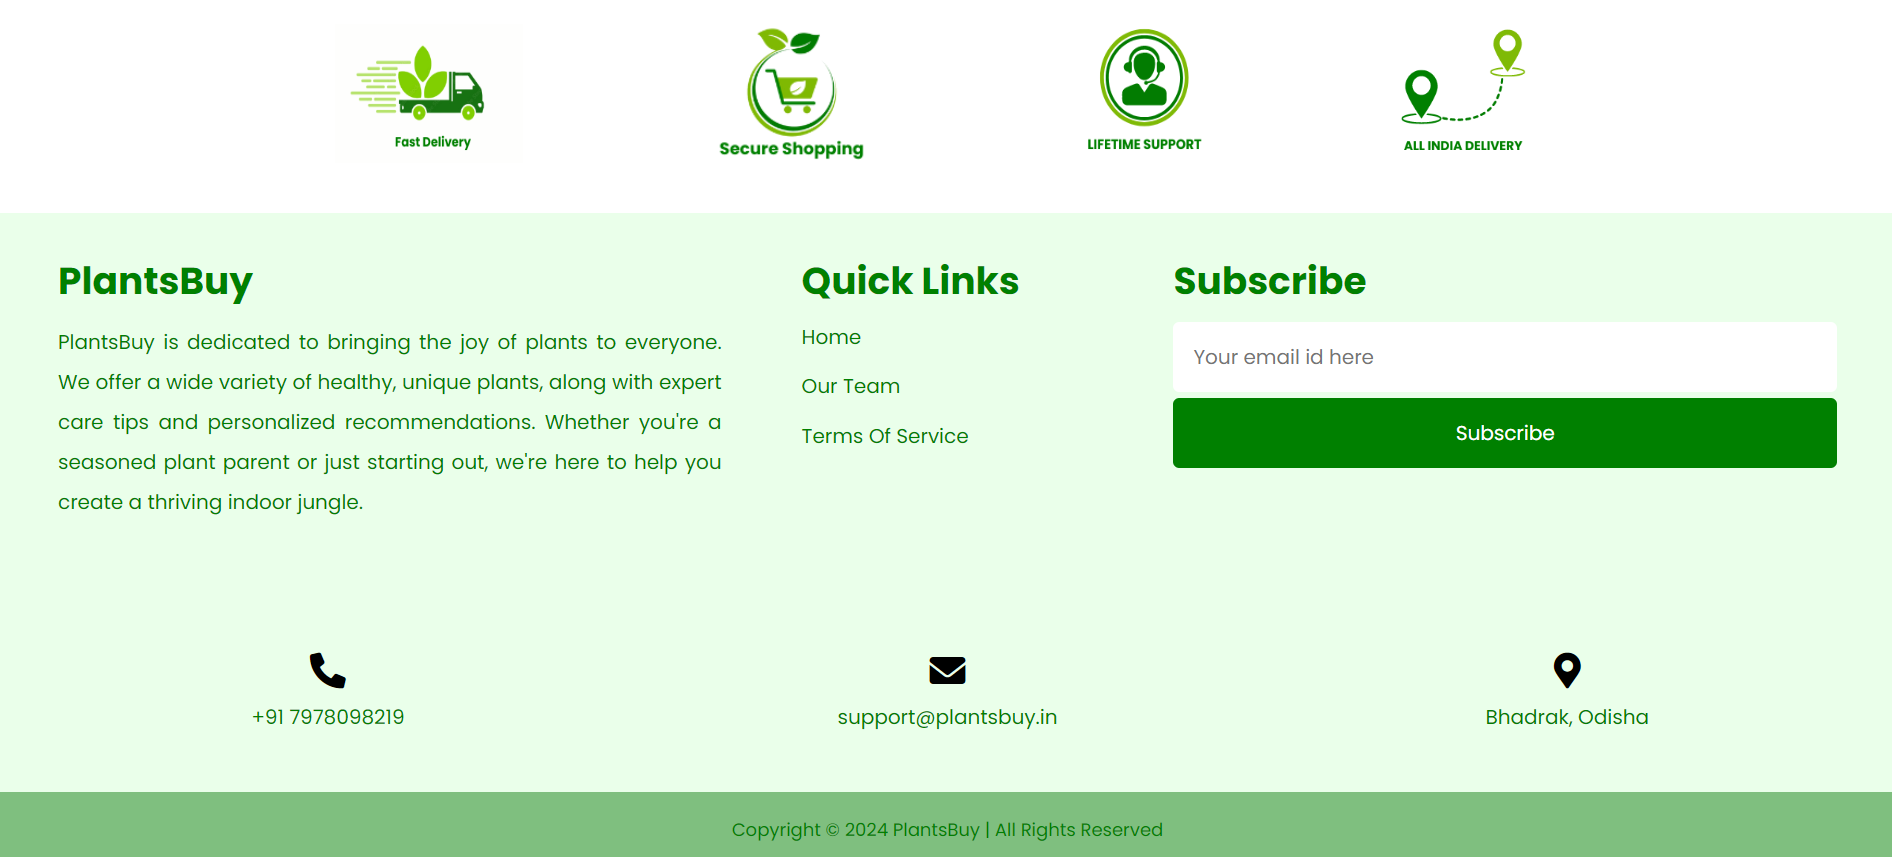 Fast Delivery
Secure Shopping
LIFETIME SUPPORT
ALL INDIA DELIVERY
PlantsBuy
PlantsBuy is dedicated to bringing the joy of plants to everyone.
We offer a wide variety of healthy, unique plants, along with expert
care tips and personalized recommendations. Whether you're a
seasoned plant parent or just starting out, we're here to help you
create a thriving indoor jungle.
Quick Links
Home
Our Team
Terms Of Service
Subscribe
Your email id here
Subscribe
+91 7978098219
support@plantsbuy.in
Bhadrak, Odisha
Copyright © 2024 PlantsBuy | All Rights Reserved